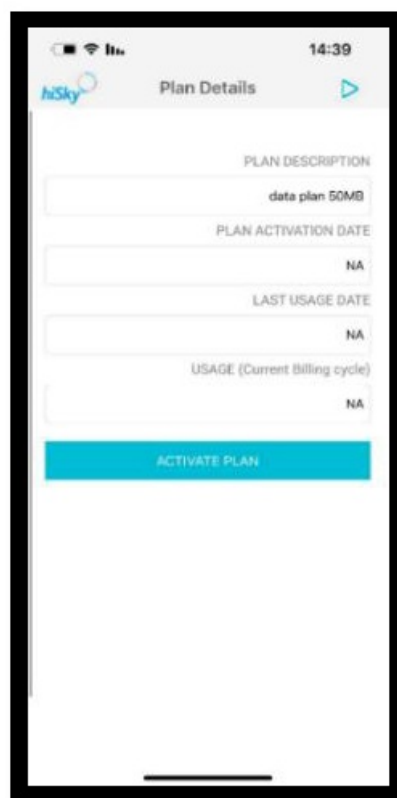 14:39
hiSky
Plan Details
PLAN DESCRIPTION
data plan 50MB
PLAN ACTIVATION DATE
NA
LAST USAGE DATE
NA
USAGE (Current Billing cycle)
NA
ACTIVATE PLAN